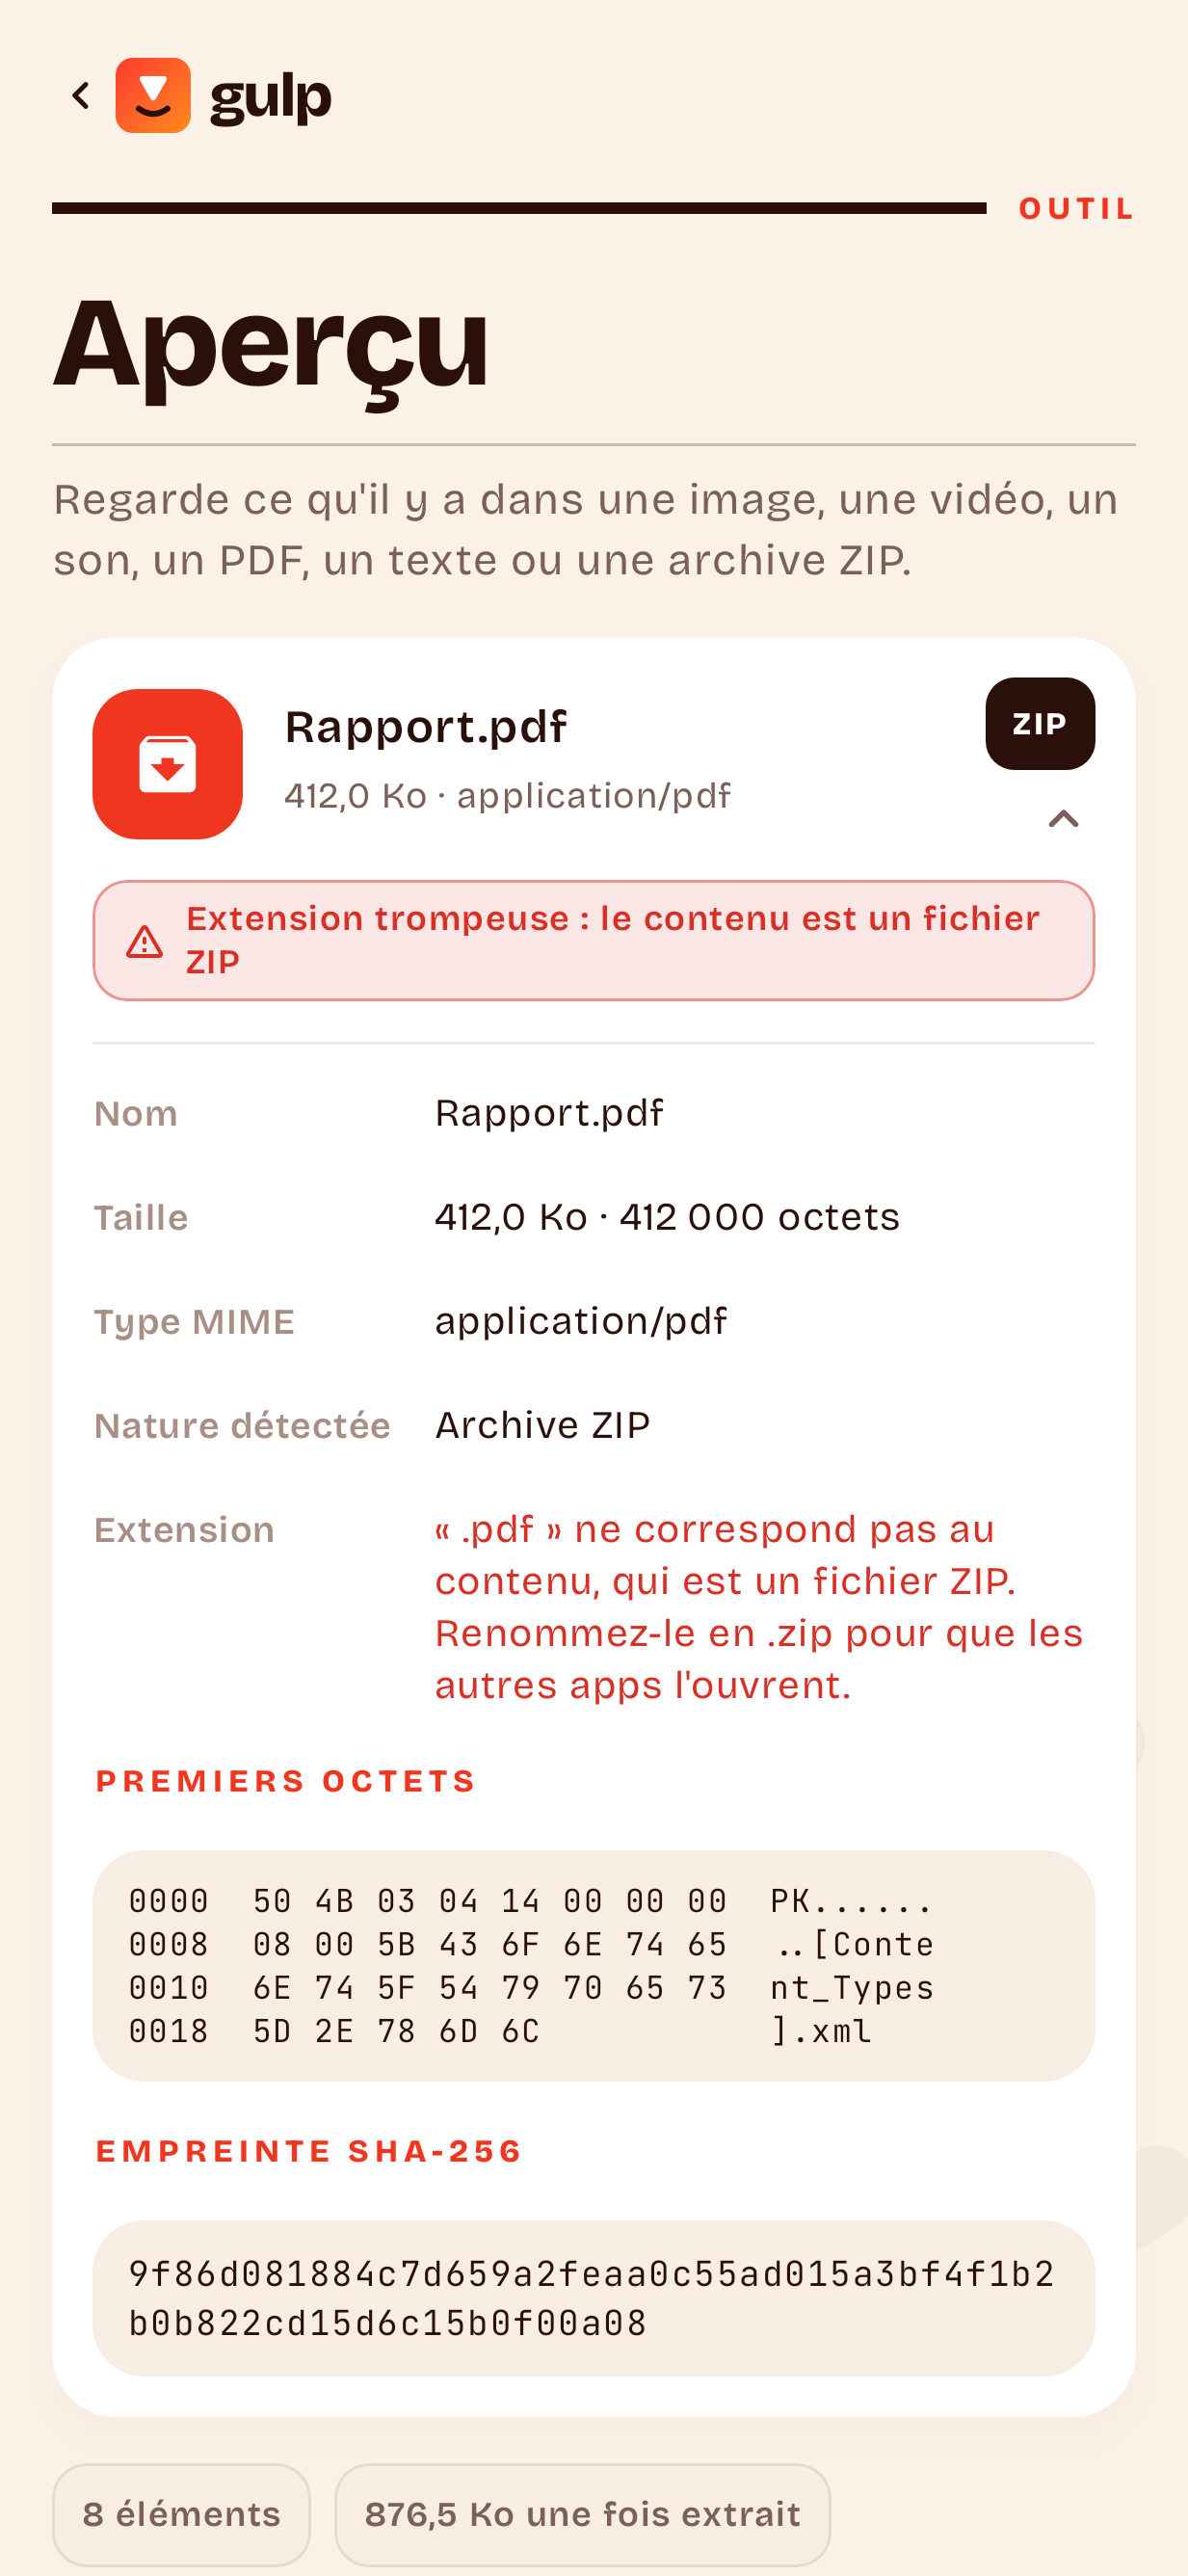 gulp
OUTIL
Aperçu
Regarde ce qu'il y a dans une image, une vidéo, un
son, un PDF, un texte ou une archive ZIP.
Rapport.pdf
ZIP
412,0 Ko · application/pdf
Extension trompeuse : le contenu est un fichier
ZIP
Nom Rapport.pdf
Taille 412,0 Ko · 412 000 octets
Type MIME application/pdf
Nature détectée Archive ZIP
Extension « .pdf » ne correspond pas au
contenu, qui est un fichier ZIP.
Renommez-le en .zip pour que les
autres apps l'ouvrent.
PREMIERS OCTETS
0000 50 4B 03 04 14 00 00 00 PK......
0008 08 00 5B 43 6F 6E 74 65 ..[Conte
0010 6E 74 5F 54 79 70 65 73 nt_Types
0018 5D 2E 78 6D 6C ].xml
EMPREINTE SHA-256
9f86d081884c7d659a2feaa0c55ad015a3bf4f1b2
b0b822cd15d6c15b0f00a08
8 éléments
876,5 Ko une fois extrait